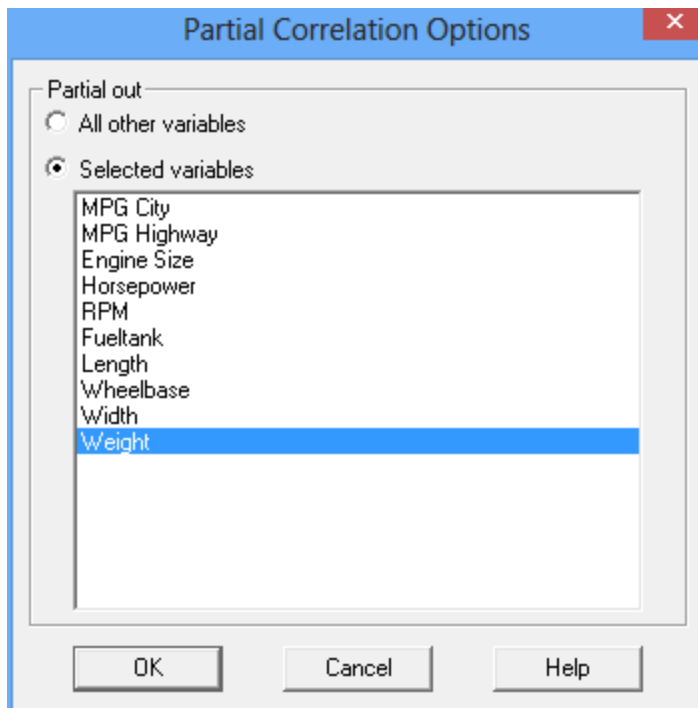 Partial Correlation Options
Partial out
All other variables
Selected variables
MPG City
MPG Highway
Engine Size
Horsepower
RPM
Fueltank
Length
Wheelbase
Width
Weight
OK Cancel Help